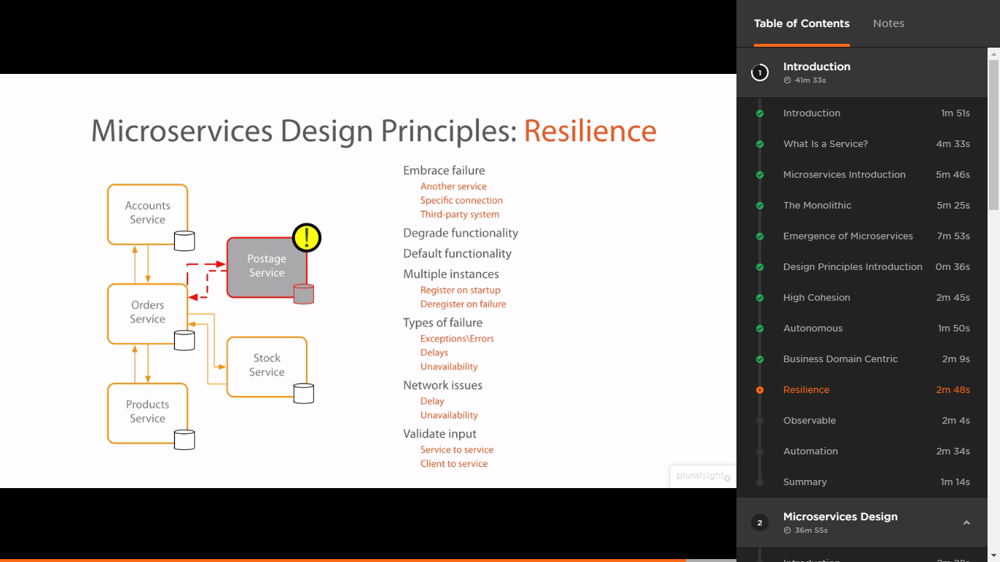 Microservices Design Principles: Resilience
Accounts
Service
Postage
Service
!
Orders
Service
Stock
Service
Products
Service
Embrace failure
Another service
Specific connection
Third-party system
Degrade functionality
Default functionality
Multiple instances
Register on startup
Deregister on failure
Types of failure
Exceptions\Errors
Delays
Unavailability
Network issues
Delay
Unavailability
Validate input
Service to service
Client to service
pluralsight
Table of Contents Notes
1
Introduction
41m 33s
Introduction 1m 51s
What Is a Service? 4m 33s
Microservices Introduction 5m 46s
The Monolithic 5m 25s
Emergence of Microservices 7m 53s
Design Principles Introduction 0m 36s
High Cohesion 2m 45s
Autonomous 1m 50s
Business Domain Centric 2m 9s
Resilience 2m 48s
Observable 2m 4s
Automation 2m 34s
Summary 1m 14s
2
Microservices Design
36m 55s